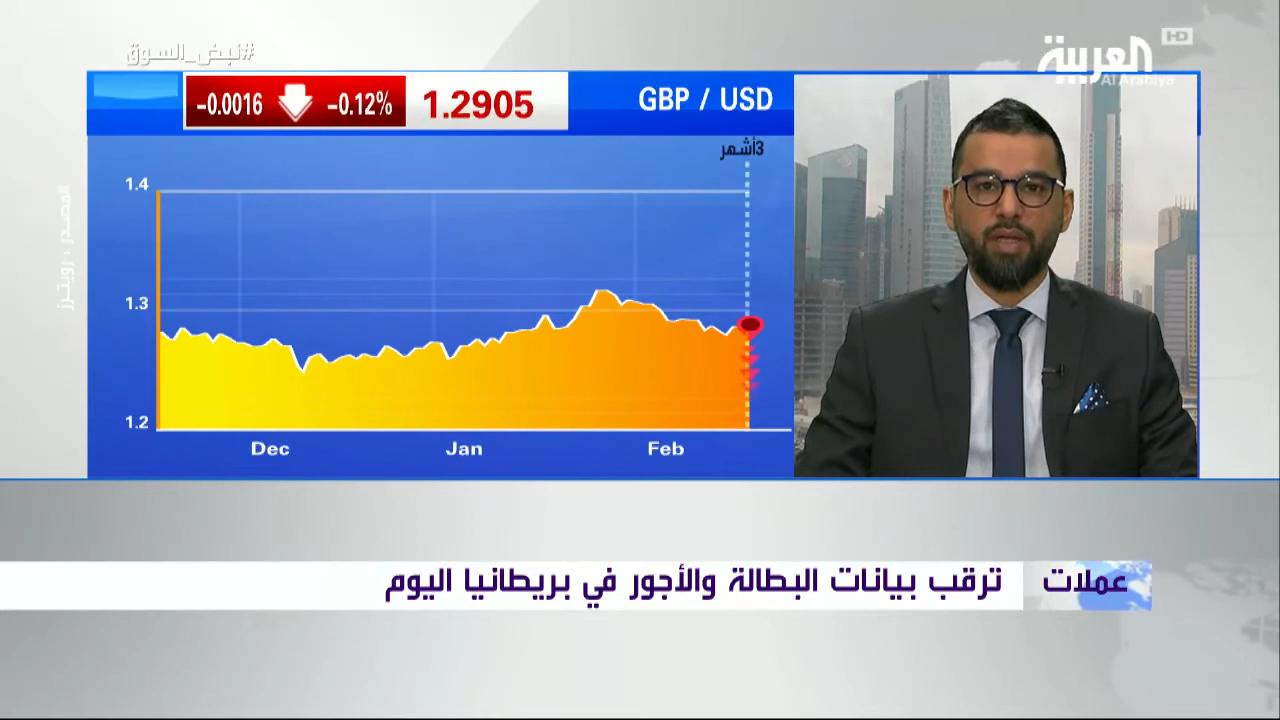 #نبض_السوق
العربية HD
Al Arabiya
GBP / USD
1.2905
-0.12%
-0.0016
3أشهر
1.4
1.3
1.2
Dec Jan Feb
المصدر : رويترز
عملات
ترقب بيانات البطالة والأجور في بريطانيا اليوم